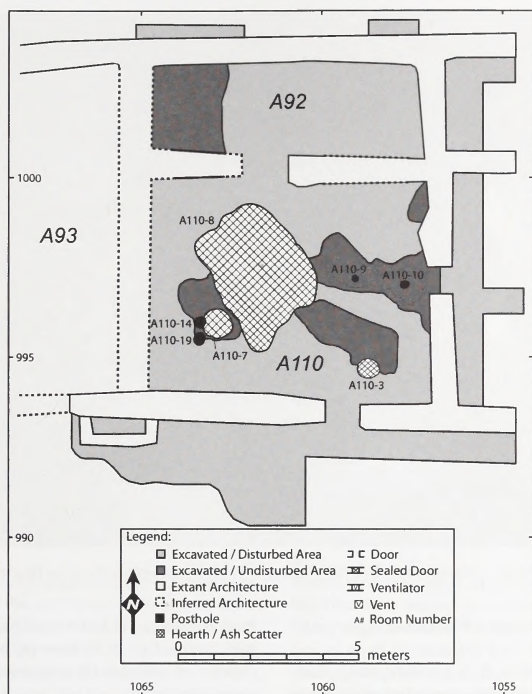 A92
1000
A93
A110-8
A110-9
A110-10
A110-14
A110-19
A110-7
995
A110
A110-3
990
Legend:
Excavated / Disturbed Area
Excavated / Undisturbed Area
Extant Architecture
Inferred Architecture
Posthole
Hearth / Ash Scatter
Door
Sealed Door
Ventilator
Vent
A# Room Number
N
0 5
meters
1065 1060 1055